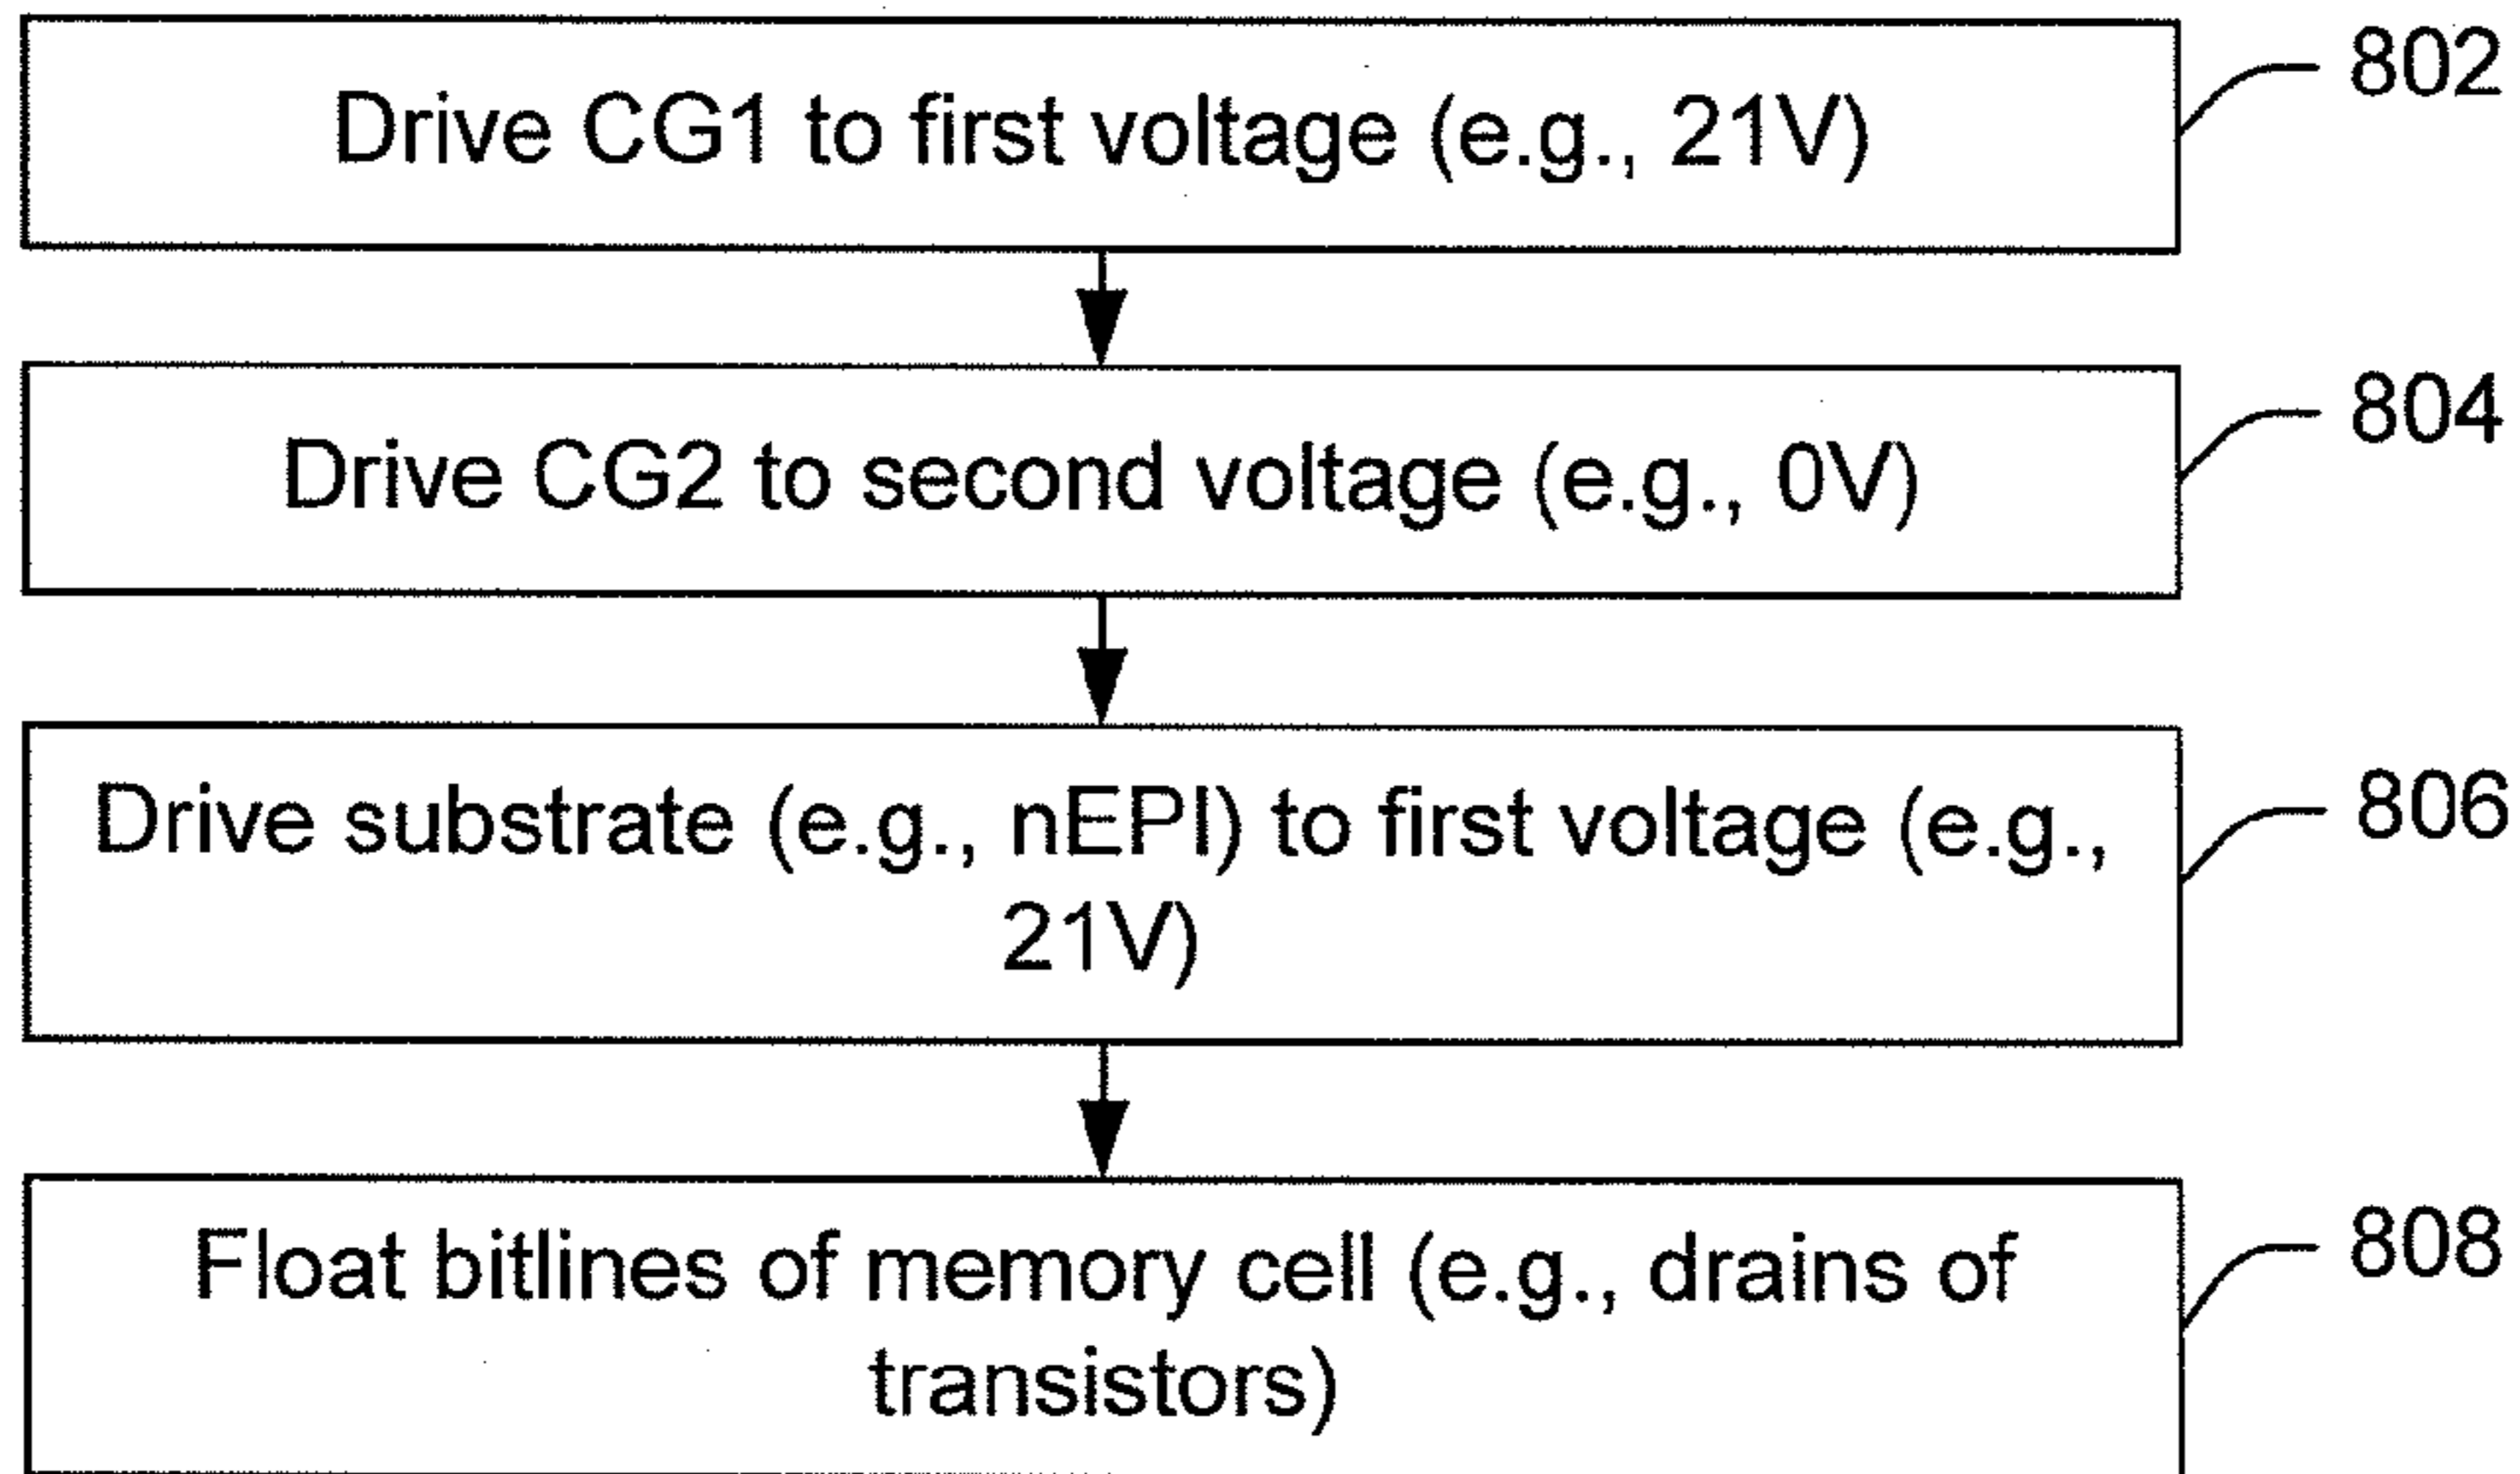 Drive CG1 to first voltage (e.g., 21V)
802
Drive CG2 to second voltage (e.g., 0V)
804
Drive substrate (e.g., nEPI) to first voltage (e.g.,
21V)
806
Float bitlines of memory cell (e.g., drains of
transistors)
808